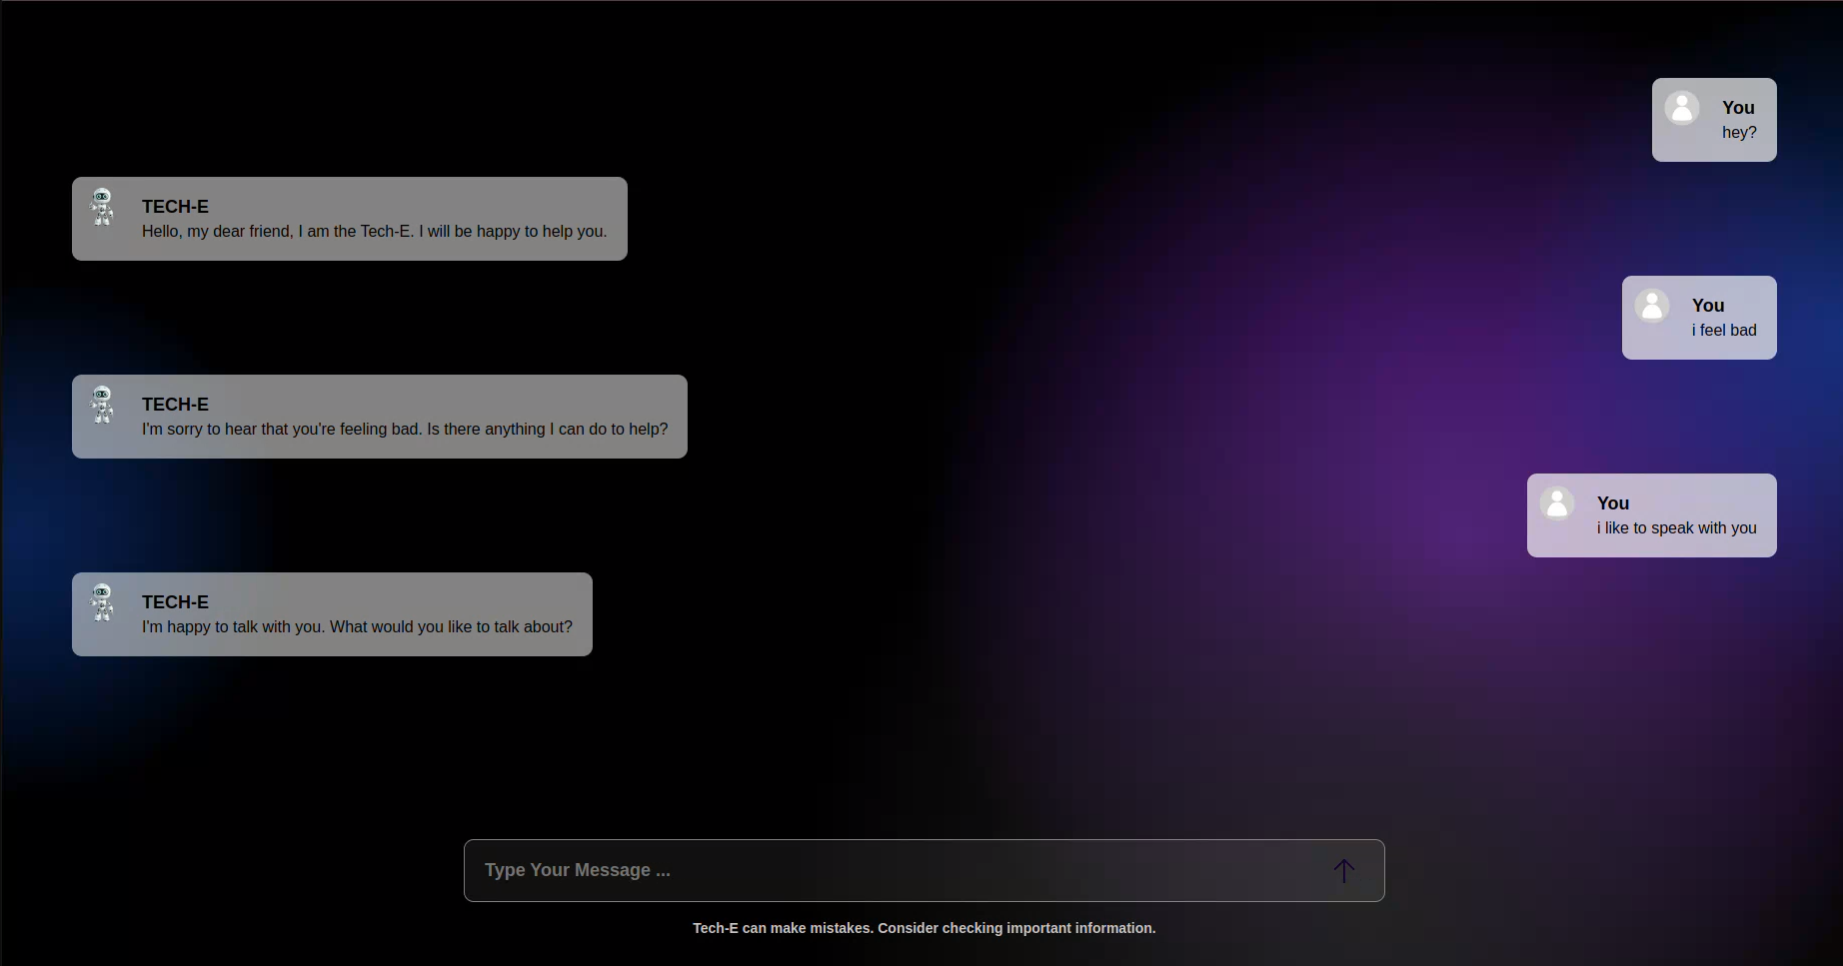 You
hey?
TECH-E
Hello, my dear friend, I am the Tech-E. I will be happy to help you.
You
i feel bad
TECH-E
I'm sorry to hear that you're feeling bad. Is there anything I can do to help?
You
i like to speak with you
TECH-E
I'm happy to talk with you. What would you like to talk about?
Type Your Message ...
Tech-E can make mistakes. Consider checking important information.